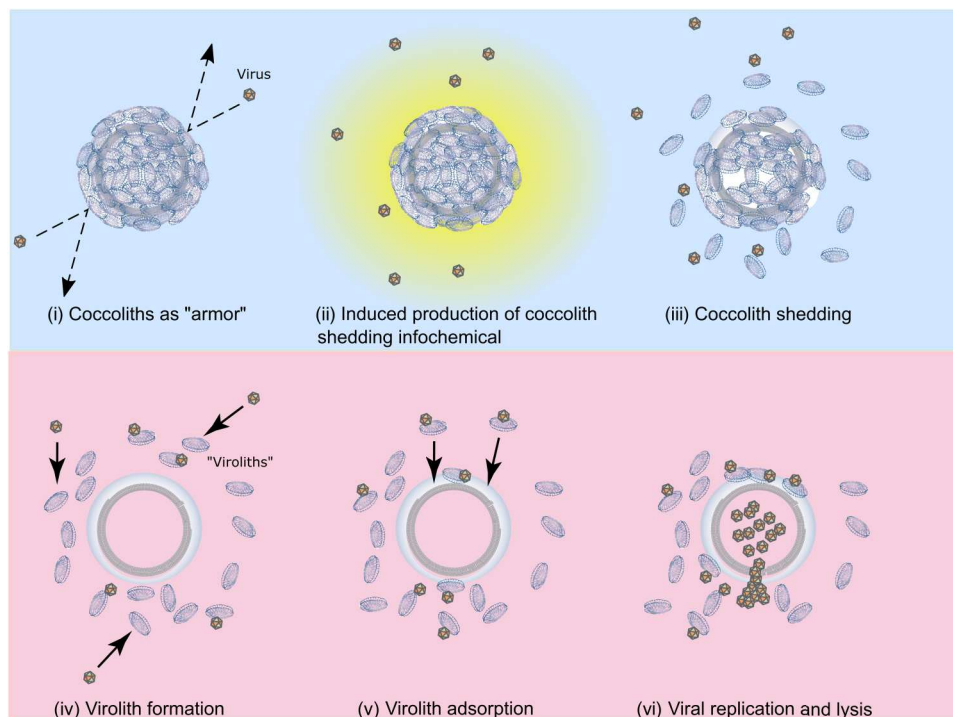 Virus
(i) Coccoliths as "armor"
(ii) Induced production of coccolith
shedding infochemical
(iii) Coccolith shedding
"Viroliths"
(iv) Virolith formation
(v) Virolith adsorption
(vi) Viral replication and lysis